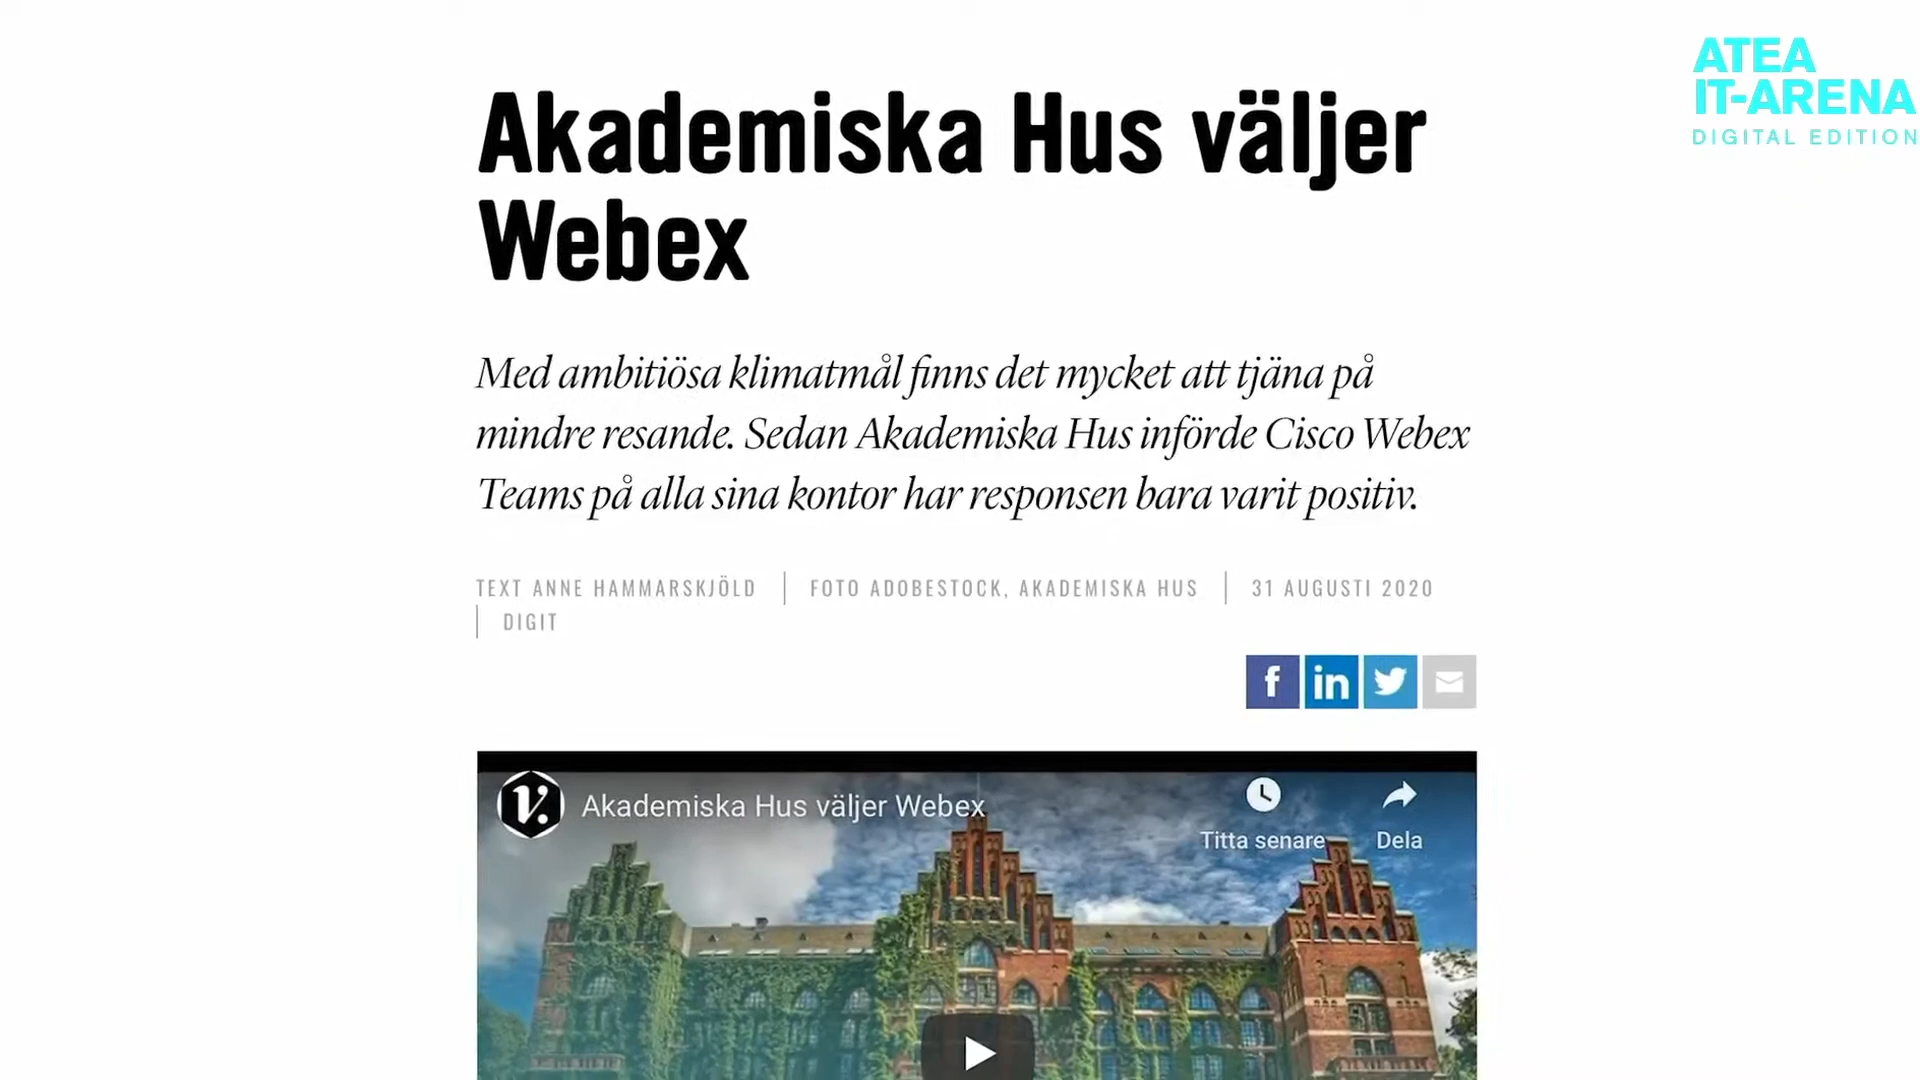 ATEA
IT-ARENA
DIGITAL EDITION
Akademiska Hus väljer
Webex
Med ambitiösa klimatmål finns det mycket att tjäna på
mindre resande. Sedan Akademiska Hus införde Cisco Webex
Teams på alla sina kontor har responsen bara varit positiv.
TEXT ANNE HAMMARSKJÖLD | FOTO ADOBESTOCK, AKADEMISKA HUS | 31 AUGUSTI 2020
| DIGIT
f in
V. Akademiska Hus väljer Webex
Titta senare Dela